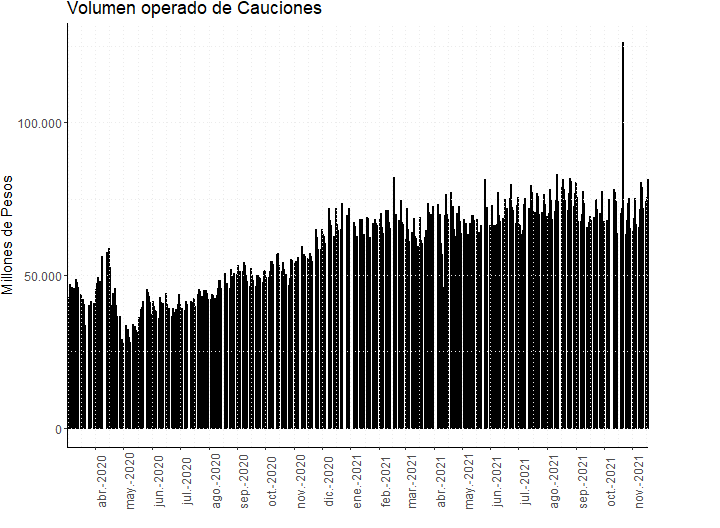 Volumen operado de Cauciones
Millones de Pesos
100.000
50.000
0
abr.-2020
may.-2020
jun.-2020
jul.-2020
ago.-2020
sep.-2020
oct.-2020
nov.-2020
dic.-2020
ene.-2021
feb.-2021
mar.-2021
abr.-2021
may.-2021
jun.-2021
jul.-2021
ago.-2021
sep.-2021
oct.-2021
nov.-2021